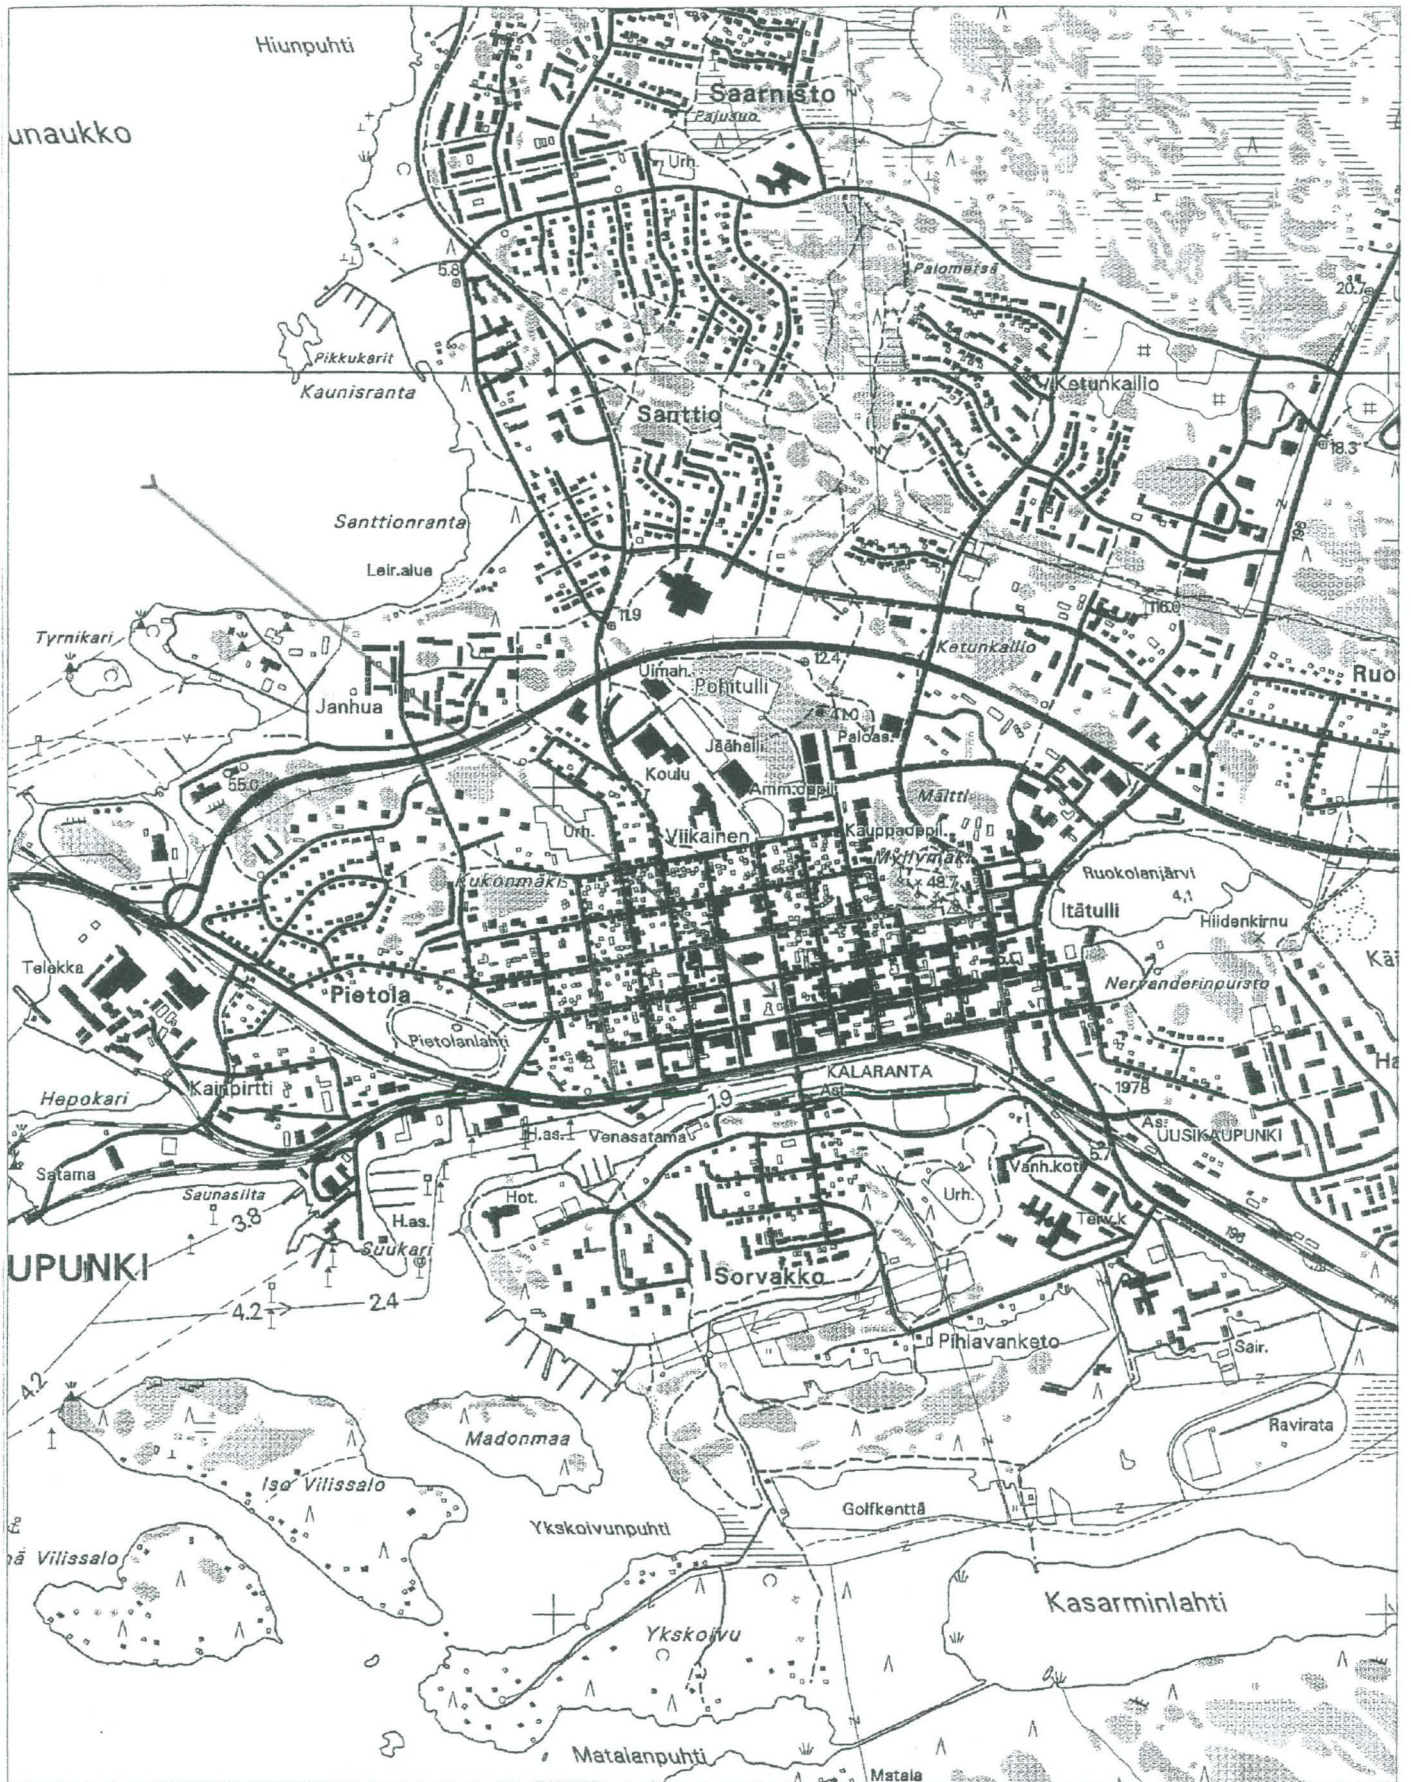 Hiunpuhti
Saarnisto
Pajusuo
unaukko
Urh.
5.8
Palometsä
20.7
Pikkukarit
Kaunisranta
Ketunkallio
Santtio
18.3
Santtionranta
196
Leir.alue
11.9
Tyrnikari
12.4
Ketunkallio
Uimah.
Pohitulli
Ruo
Janhua
41.0
Paloas.
Jäähalli
Koulu
55.0
Amm.oppil.
Mältti
Urh.
Viikainen
Kauppaoppil.
Myllymäki
Ruokolanjärvi
Kukonmäki
48.7
4,1
Itätulli
Hiidenkirnu
Telakka
Kä
Pietola
Nervanderinpuisto
Pietolanlahti
Kainpirtti
KALARANTA
Ha
1978
Hepokari
1.9
As.
As.
H.as.
Venesatama
UUSIKAUPUNKI
5.7
Satama
Vanh.koti
Saunasilta
Hot.
Urh.
3.8
H.as.
Terv.k
Suukari
196
UPUNKI
Sorvakko
4.2
2.4
Pihlavanketo
Sair.
4.2
Ravirata
Madonmaa
Iso Vilissalo
Golfkenttä
Ykskoivunpuhti
ä Vilissalo
Kasarminlahti
Ykskoivu
Matalanpuhti
Matala